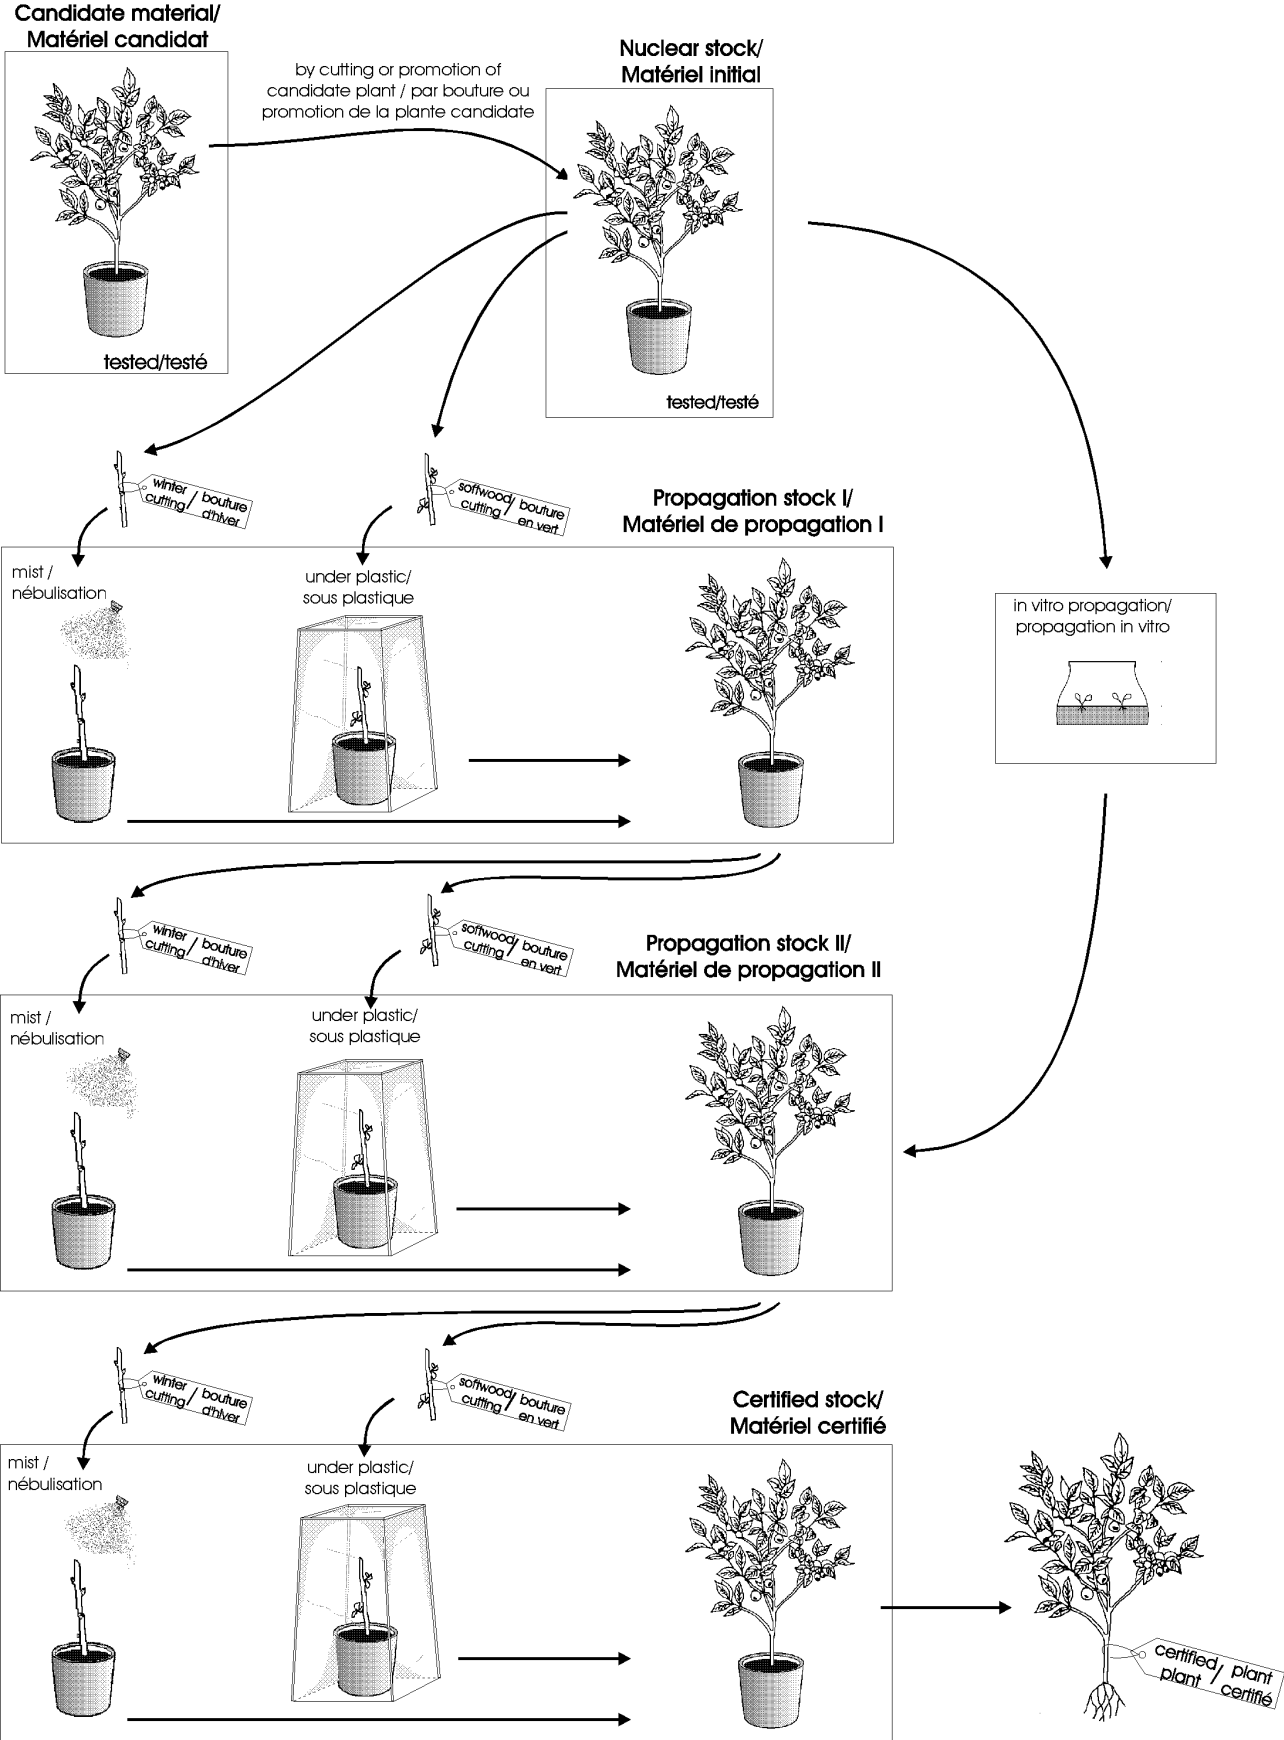 Candidate material/
Matériel candidat
tested/testé
by cutting or promotion of
candidate plant / par bouture ou
promotion de la plante candidate
Nuclear stock/
Matériel initial
tested/testé
winter cutting / bouture d'hiver
softwood cutting / bouture en vert
Propagation stock I/
Matériel de propagation I
mist /
nébulisation
under plastic/
sous plastique
in vitro propagation/
propagation in vitro
winter cutting / bouture d'hiver
softwood cutting / bouture en vert
Propagation stock II/
Matériel de propagation II
mist /
nébulisation
under plastic/
sous plastique
winter cutting / bouture d'hiver
softwood cutting / bouture en vert
Certified stock/
Matériel certifié
mist /
nébulisation
under plastic/
sous plastique
certified plant / plant certifié